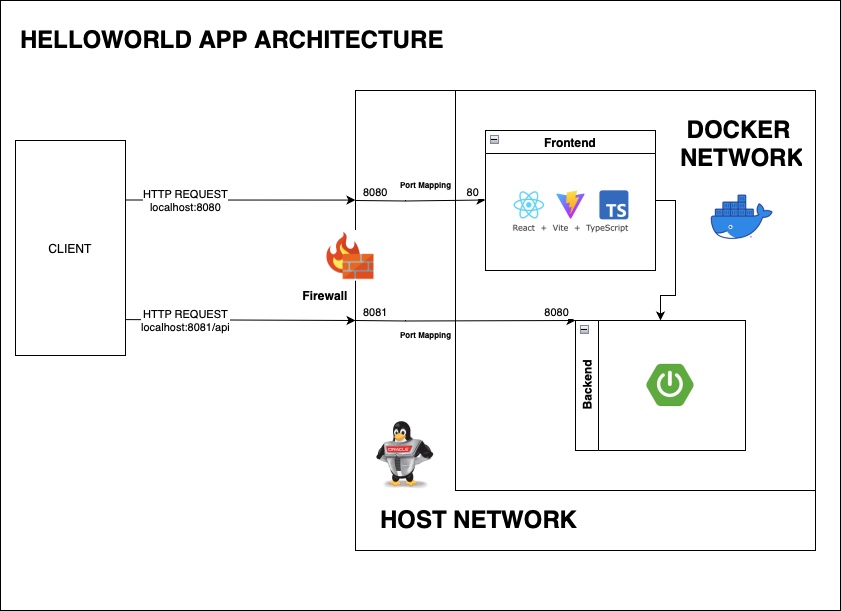 HELLOWORLD APP ARCHITECTURE
DOCKER
NETWORK
Frontend
React + Vite + TypeScript
TS
CLIENT
HTTP REQUEST
localhost:8080
8080
Port Mapping
80
Firewall
HTTP REQUEST
localhost:8081/api
8081
Port Mapping
8080
Backend
ORACLE
HOST NETWORK